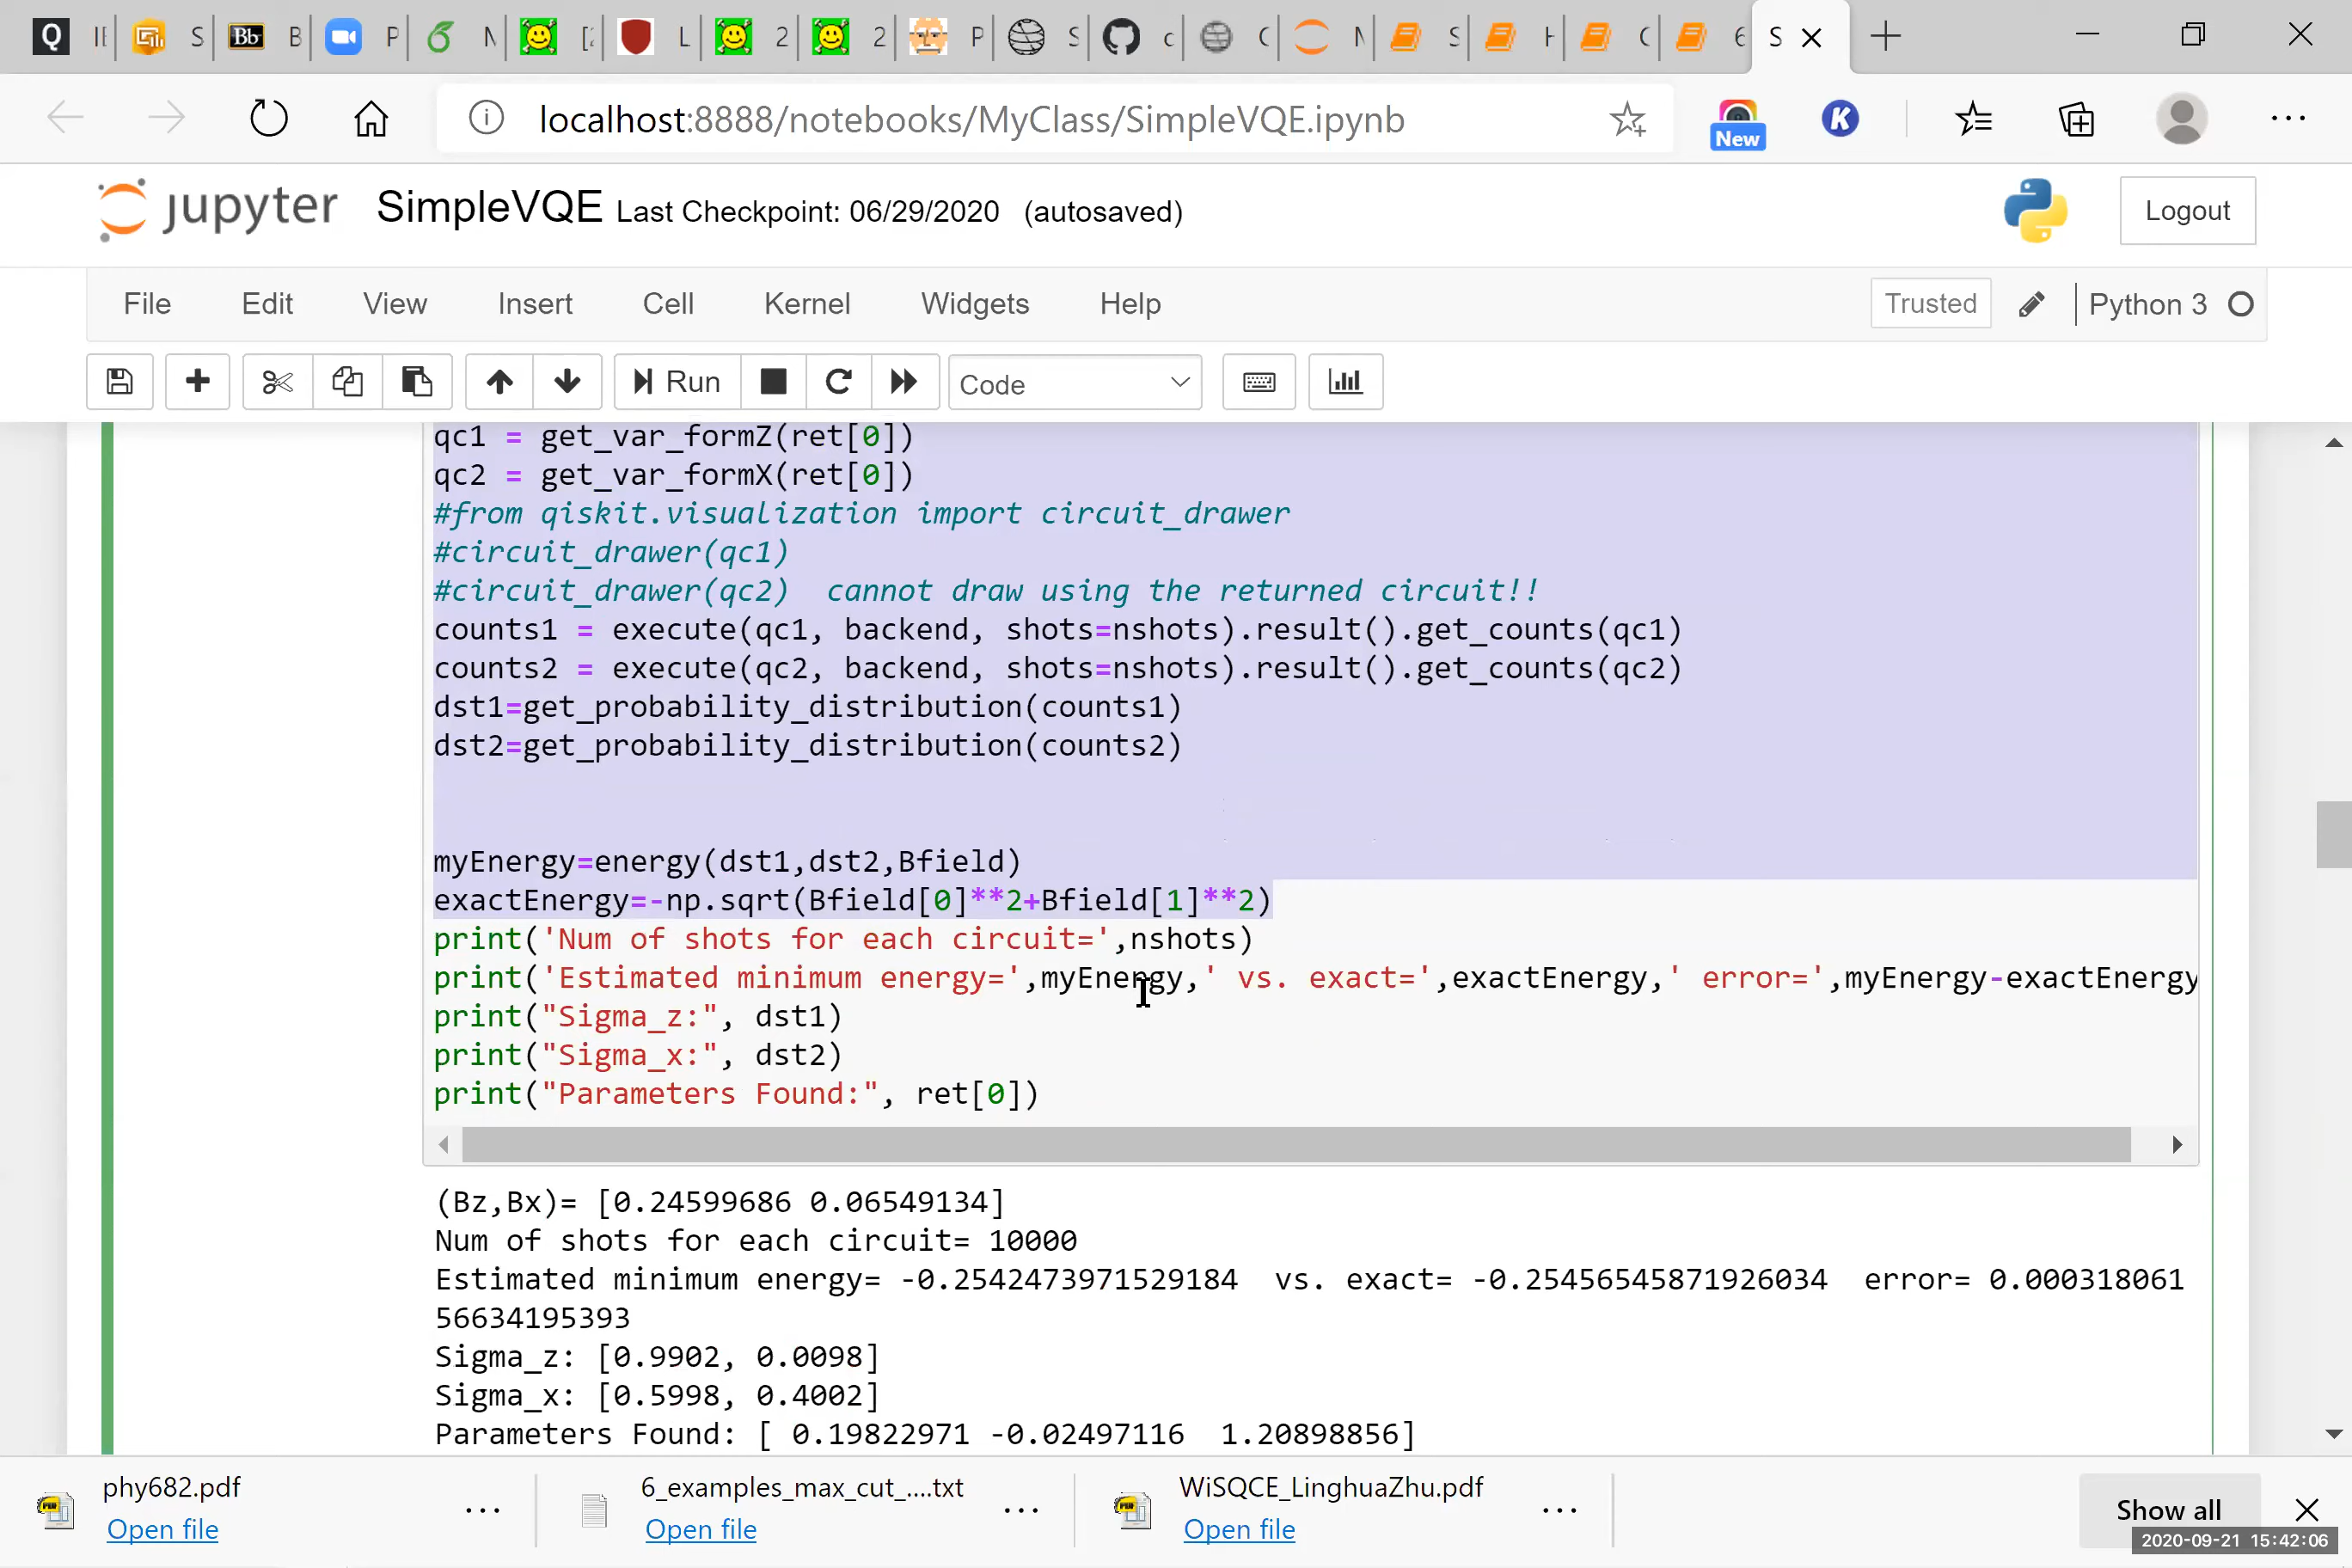 Q IE S Bb B P N [2 L 2 2 P S c C N S H C 6 S
localhost:8888/notebooks/MyClass/SimpleVQE.ipynb
New
K
jupyter SimpleVQE Last Checkpoint: 06/29/2020 (autosaved)
Logout
File Edit View Insert Cell Kernel Widgets Help
Trusted Python 3
Run Code
qc1 = get_var_formZ(ret[0])
qc2 = get_var_formX(ret[0])
#from qiskit.visualization import circuit_drawer
#circuit_drawer(qc1)
#circuit_drawer(qc2)  cannot draw using the returned circuit!!
counts1 = execute(qc1, backend, shots=nshots).result().get_counts(qc1)
counts2 = execute(qc2, backend, shots=nshots).result().get_counts(qc2)
dst1=get_probability_distribution(counts1)
dst2=get_probability_distribution(counts2)
myEnergy=energy(dst1,dst2,Bfield)
exactEnergy=-np.sqrt(Bfield[0]**2+Bfield[1]**2)
print('Num of shots for each circuit=',nshots)
print('Estimated minimum energy=',myEnergy,' vs. exact=',exactEnergy,' error=',myEnergy-exactEnergy
print("Sigma_z:", dst1)
print("Sigma_x:", dst2)
print("Parameters Found:", ret[0])
(Bz,Bx)= [0.24599686 0.06549134]
Num of shots for each circuit= 10000
Estimated minimum energy= -0.2542473971529184  vs. exact= -0.25456545871926034  error= 0.000318061
56634195393
Sigma_z: [0.9902, 0.0098]
Sigma_x: [0.5998, 0.4002]
Parameters Found: [ 0.19822971 -0.02497116  1.20898856]
phy682.pdf
Open file
6_examples_max_cut_....txt
Open file
WiSQCE_LinghuaZhu.pdf
Open file
Show all
2020-09-21 15:42:06